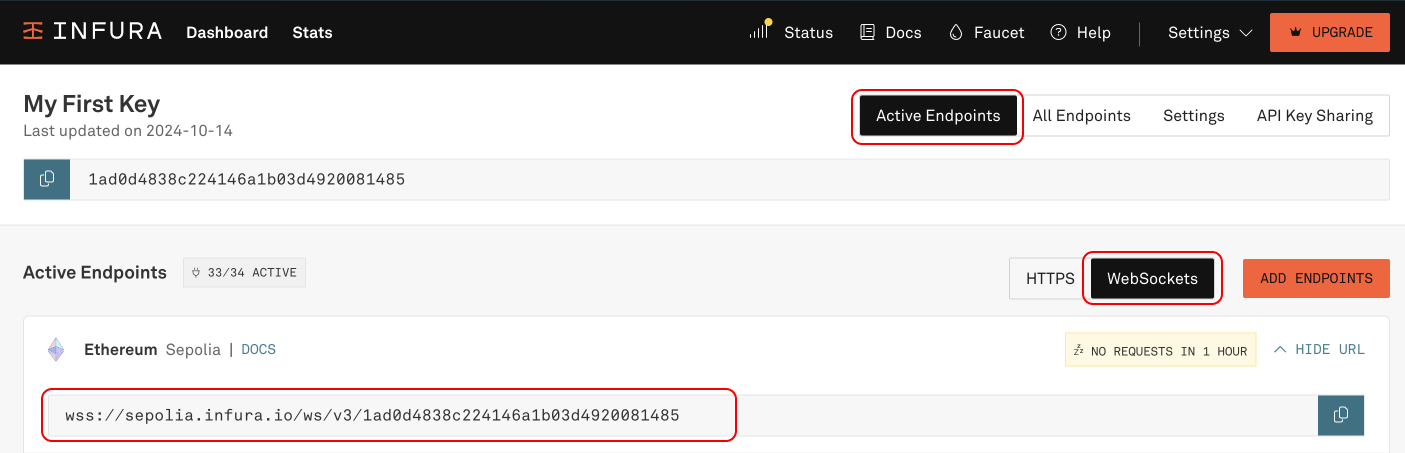 INFURA Dashboard Stats Status Docs Faucet Help Settings UPGRADE
My First Key
Last updated on 2024-10-14
Active Endpoints All Endpoints Settings API Key Sharing
1ad0d4838c224146a1b03d4920081485
Active Endpoints 33/34 ACTIVE HTTPS WebSockets ADD ENDPOINTS
Ethereum Sepolia | DOCS NO REQUESTS IN 1 HOUR HIDE URL
wss://sepolia.infura.io/ws/v3/1ad0d4838c224146a1b03d4920081485